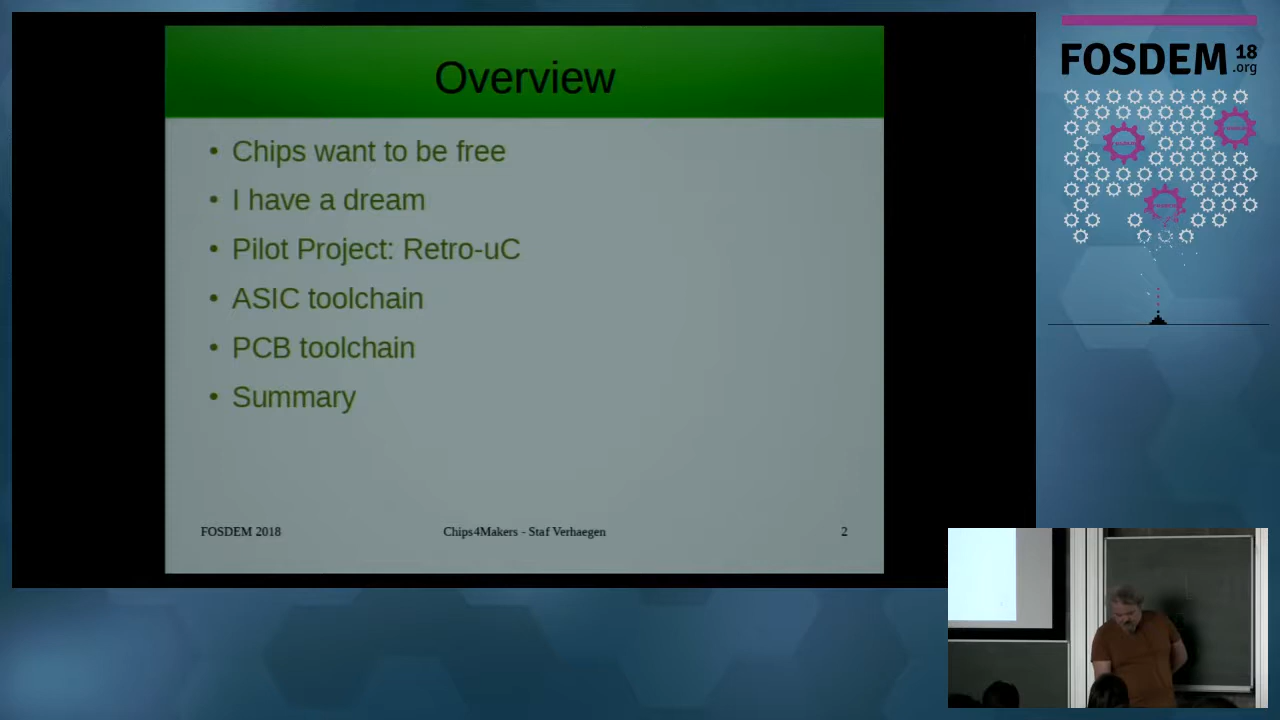 Overview
• Chips want to be free
• I have a dream
• Pilot Project: Retro-uC
• ASIC toolchain
• PCB toolchain
• Summary
FOSDEM 2018 Chips4Makers - Staf Verhaegen 2
FOSDEM 18
.org